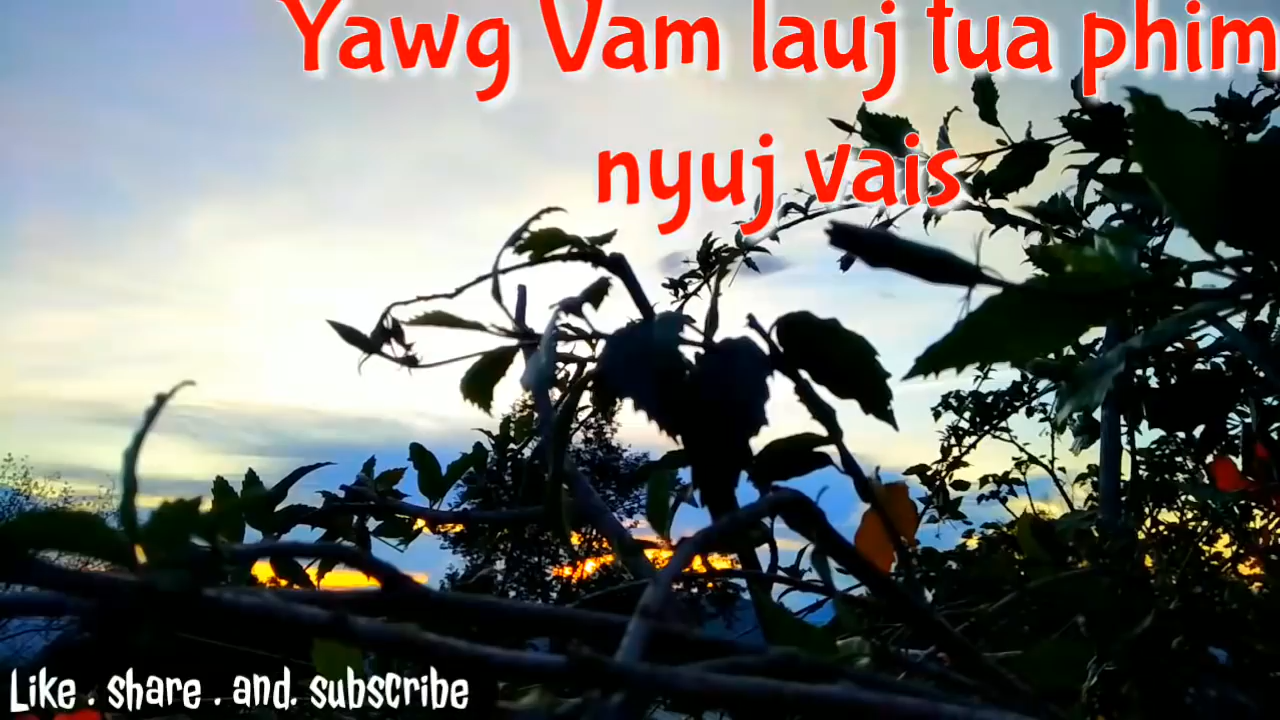 Yawg Vam lauj tua phim
nyuj vais
Like . share . and. subscribe